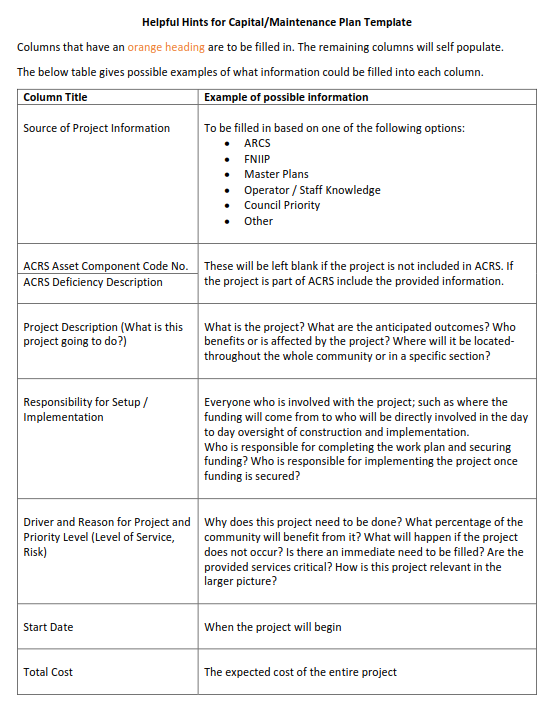 Helpful Hints for Capital/Maintenance Plan Template
Columns that have an orange heading are to be filled in. The remaining columns will self populate.
The below table gives possible examples of what information could be filled into each column.
Column Title
Example of possible information
Source of Project Information
To be filled in based on one of the following options:
• ARCS
• FNIIP
• Master Plans
• Operator / Staff Knowledge
• Council Priority
• Other
ACRS Asset Component Code No.
ACRS Deficiency Description
These will be left blank if the project is not included in ACRS. If
the project is part of ACRS include the provided information.
Project Description (What is this
project going to do?)
What is the project? What are the anticipated outcomes? Who
benefits or is affected by the project? Where will it be located-
throughout the whole community or in a specific section?
Responsibility for Setup /
Implementation
Everyone who is involved with the project; such as where the
funding will come from to who will be directly involved in the day
to day oversight of construction and implementation.
Who is responsible for completing the work plan and securing
funding? Who is responsible for implementing the project once
funding is secured?
Driver and Reason for Project and
Priority Level (Level of Service,
Risk)
Why does this project need to be done? What percentage of the
community will benefit from it? What will happen if the project
does not occur? Is there an immediate need to be filled? Are the
provided services critical? How is this project relevant in the
larger picture?
Start Date
When the project will begin
Total Cost
The expected cost of the entire project